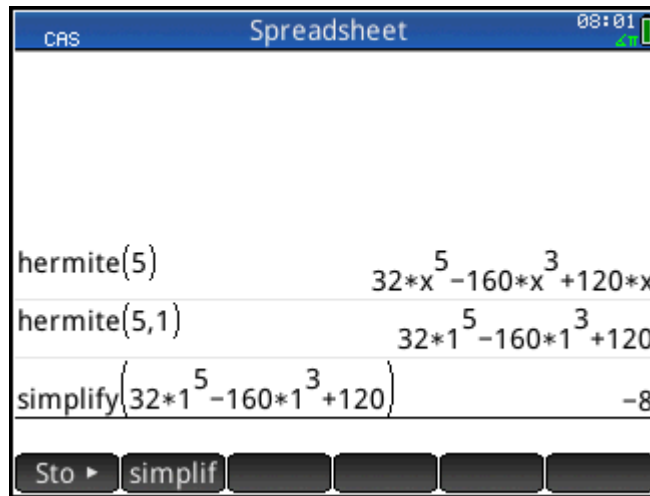 CAS Spreadsheet 08:01
∡π
hermite(5)
32*x^5-160*x^3+120*x
hermite(5,1)
32*1^5-160*1^3+120
simplify(32*1^5-160*1^3+120)
-8
Sto ► simplif